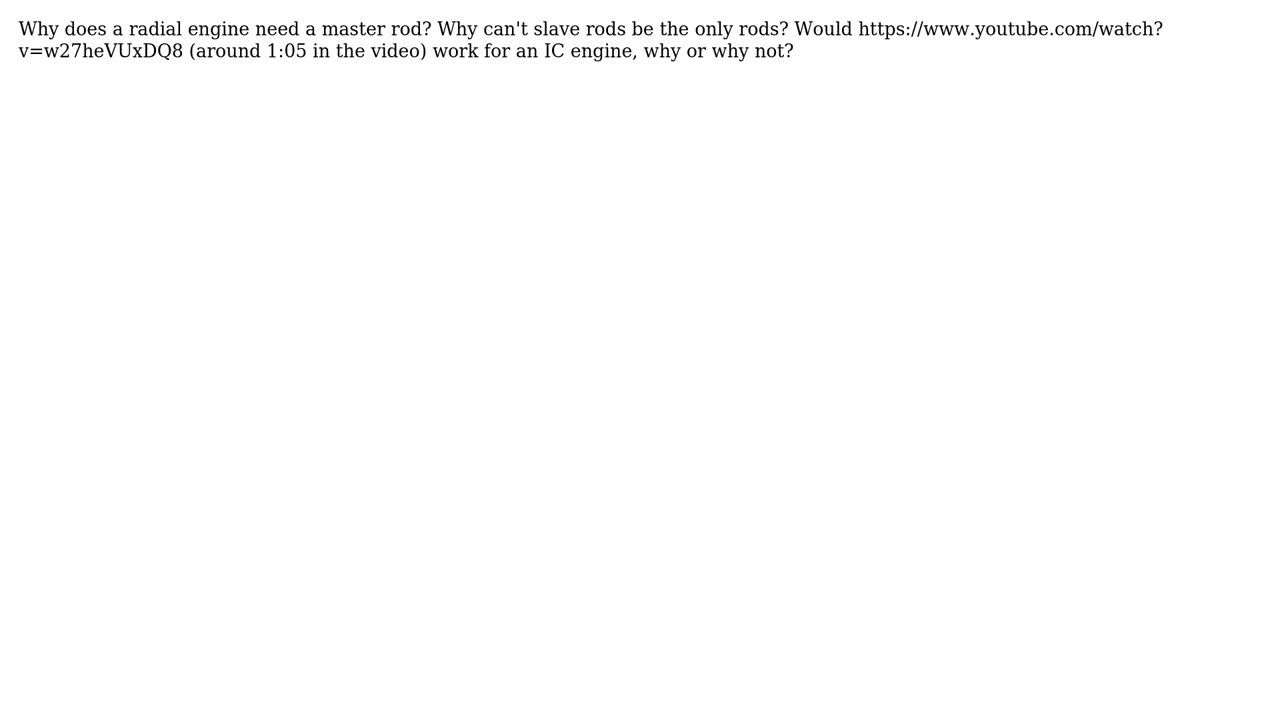 Why does a radial engine need a master rod? Why can't slave rods be the only rods? Would https://www.youtube.com/watch?
v=w27heVUxDQ8 (around 1:05 in the video) work for an IC engine, why or why not?